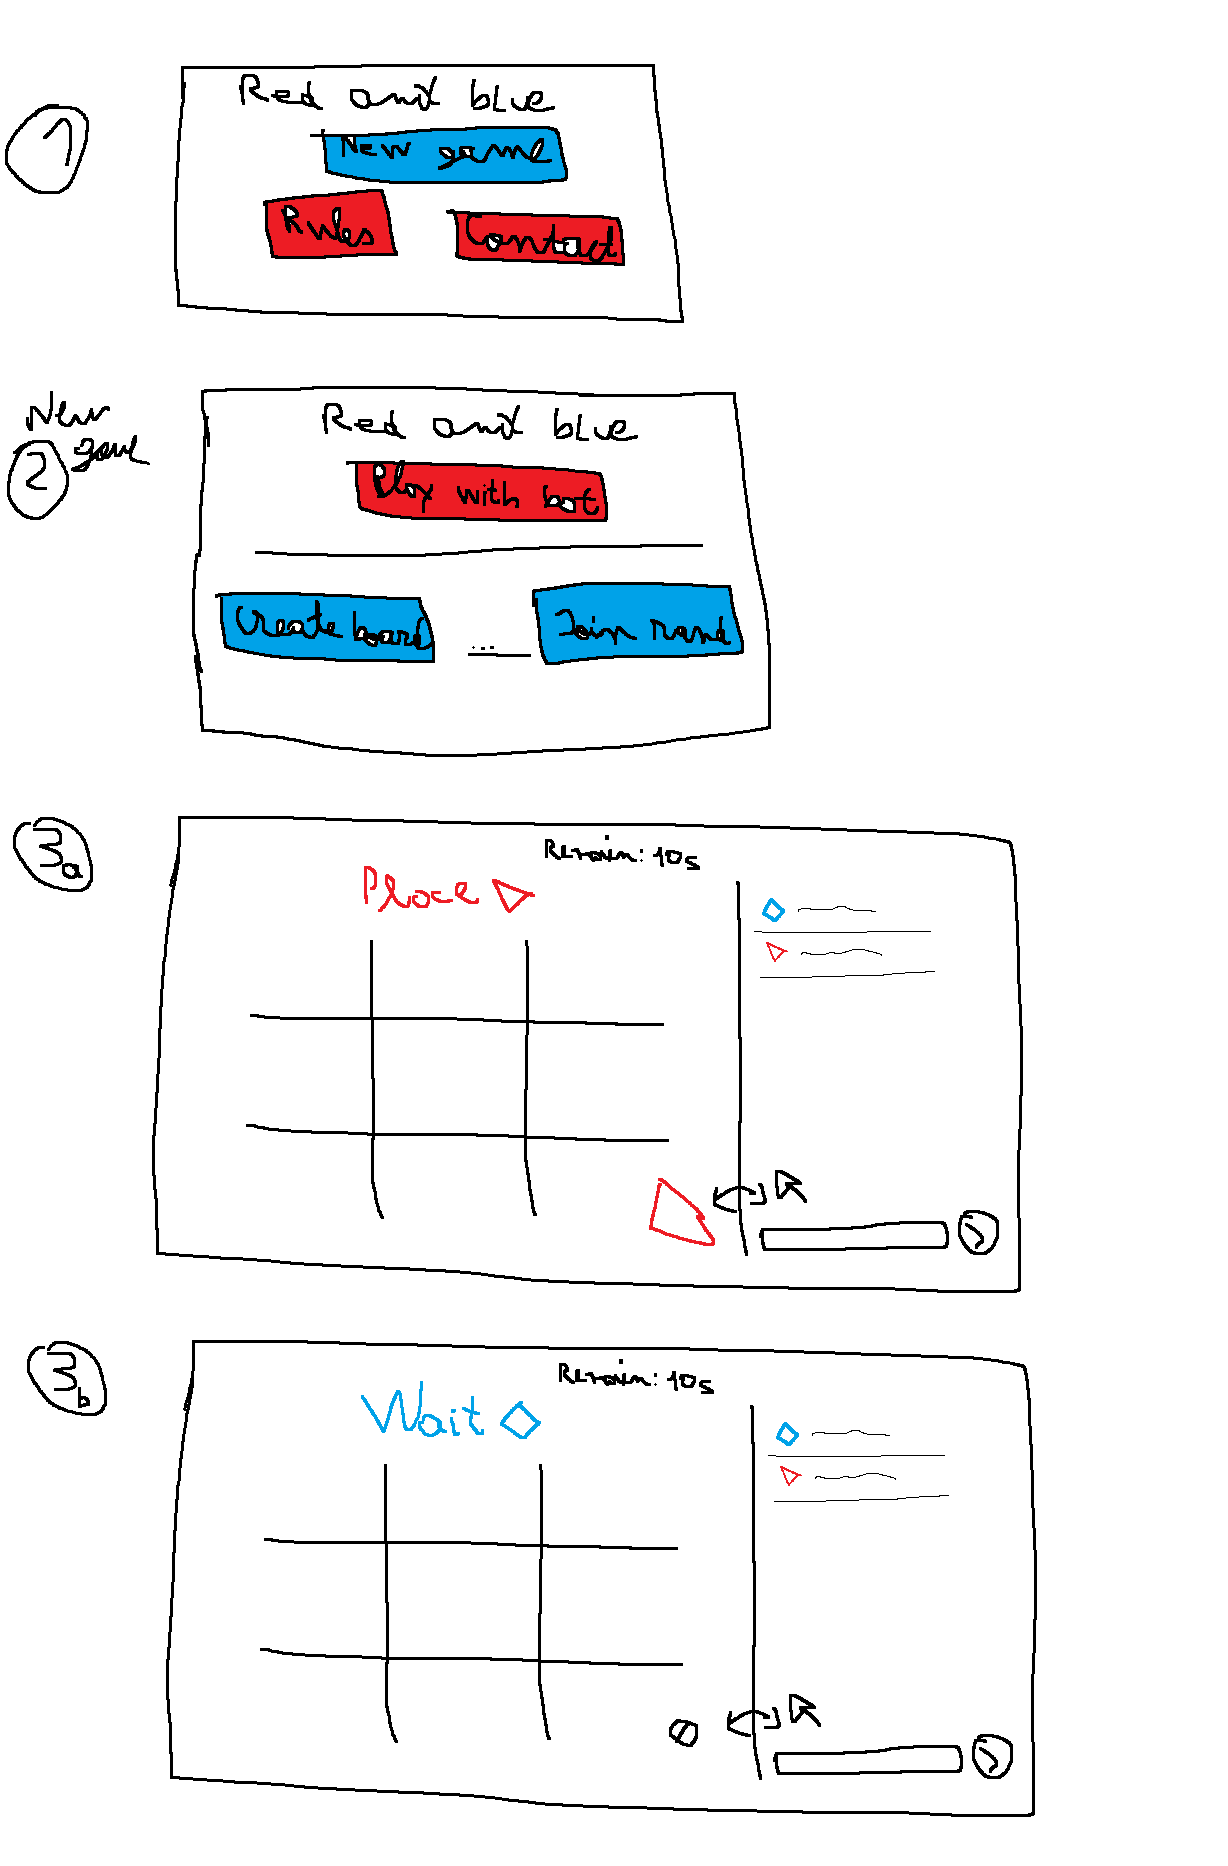 1
Red and blue
New game
Rules
Contact
New game
2
Red and blue
Play with bot
Create board
...
Join rand
3a
Remain: 10s
Place
3b
Remain: 10s
Wait